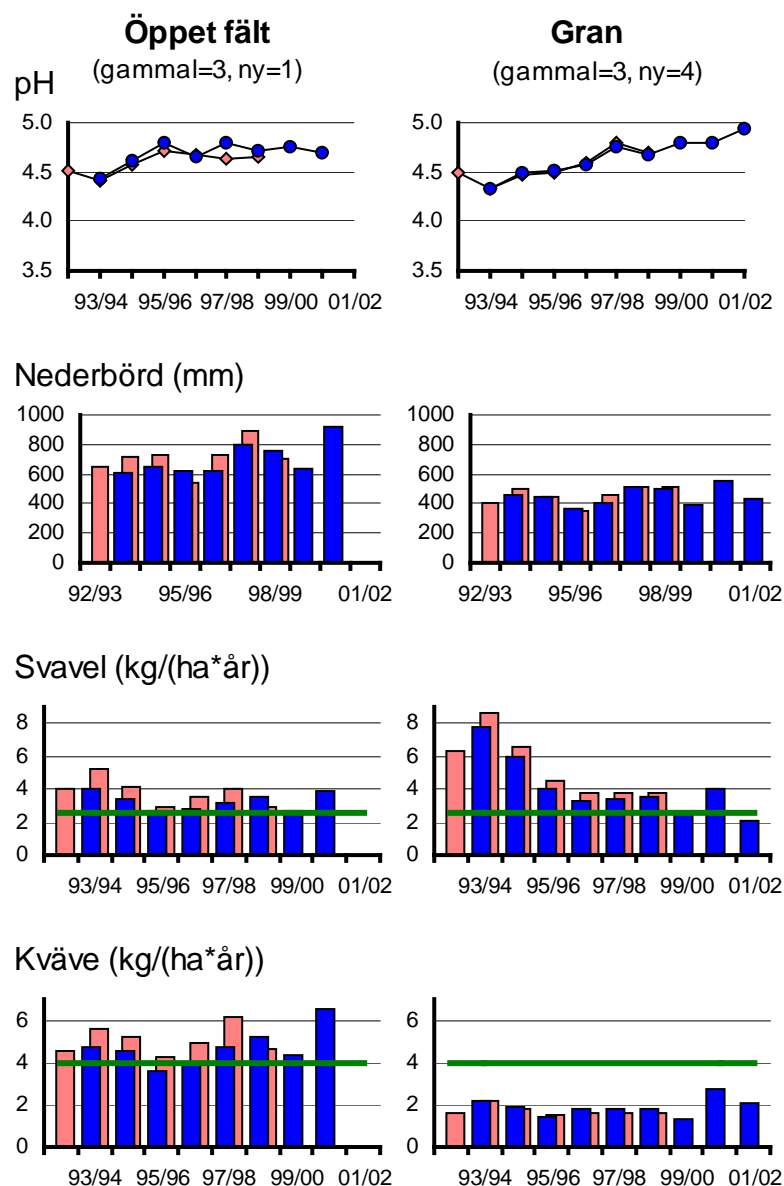 Öppet fält
(gammal=3, ny=1)
pH
5.0
4.5
4.0
3.5
93/94 95/96 97/98 99/00 01/02
Gran
(gammal=3, ny=4)
5.0
4.5
4.0
3.5
93/94 95/96 97/98 99/00 01/02
Nederbörd (mm)
1000
800
600
400
200
0
92/93 95/96 98/99 01/02
1000
800
600
400
200
0
92/93 95/96 98/99 01/02
Svavel (kg/(ha*år))
8
6
4
2
0
93/94 95/96 97/98 99/00 01/02
8
6
4
2
0
93/94 95/96 97/98 99/00 01/02
Kväve (kg/(ha*år))
6
4
2
0
93/94 95/96 97/98 99/00 01/02
6
4
2
0
93/94 95/96 97/98 99/00 01/02